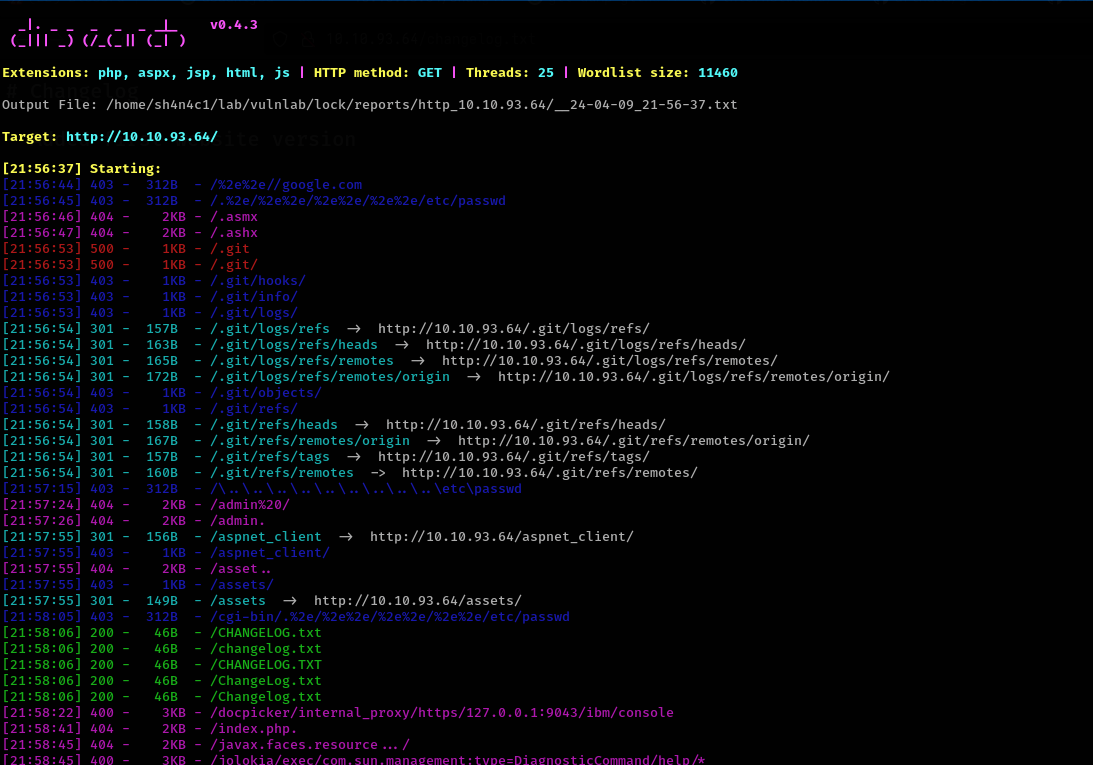 _|. _ _  _  _  _ _|_    v0.4.3
 (_||| _) (/_(_|| (_| )
Extensions: php, aspx, jsp, html, js | HTTP method: GET | Threads: 25 | Wordlist size: 11460
# Changelog
Output File: /home/sh4n4c1/lab/vulnlab/lock/reports/http_10.10.93.64/__24-04-09_21-56-37.txt
Target: http://10.10.93.64/
ite version
[21:56:37] Starting:
[21:56:44] 403 -  312B  - /%2e%2e//google.com
[21:56:45] 403 -  312B  - /.%2e/%2e%2e/%2e%2e/%2e%2e/etc/passwd
[21:56:46] 404 -    2KB - /.asmx
[21:56:47] 404 -    2KB - /.ashx
[21:56:53] 500 -    1KB - /.git
[21:56:53] 500 -    1KB - /.git/
[21:56:53] 403 -    1KB - /.git/hooks/
[21:56:53] 403 -    1KB - /.git/info/
[21:56:53] 403 -    1KB - /.git/logs/
[21:56:54] 301 -  157B  - /.git/logs/refs  ->  http://10.10.93.64/.git/logs/refs/
[21:56:54] 301 -  163B  - /.git/logs/refs/heads  ->  http://10.10.93.64/.git/logs/refs/heads/
[21:56:54] 301 -  165B  - /.git/logs/refs/remotes  ->  http://10.10.93.64/.git/logs/refs/remotes/
[21:56:54] 301 -  172B  - /.git/logs/refs/remotes/origin  ->  http://10.10.93.64/.git/logs/refs/remotes/origin/
[21:56:54] 403 -    1KB - /.git/objects/
[21:56:54] 403 -    1KB - /.git/refs/
[21:56:54] 301 -  158B  - /.git/refs/heads  ->  http://10.10.93.64/.git/refs/heads/
[21:56:54] 301 -  167B  - /.git/refs/remotes/origin  ->  http://10.10.93.64/.git/refs/remotes/origin/
[21:56:54] 301 -  157B  - /.git/refs/tags  ->  http://10.10.93.64/.git/refs/tags/
[21:56:54] 301 -  160B  - /.git/refs/remotes  ->  http://10.10.93.64/.git/refs/remotes/
[21:57:15] 403 -  312B  - /\..\..\..\..\..\..\..\..\..\etc\passwd
[21:57:24] 404 -    2KB - /admin%20/
[21:57:26] 404 -    2KB - /admin.
[21:57:55] 301 -  156B  - /aspnet_client  ->  http://10.10.93.64/aspnet_client/
[21:57:55] 403 -    1KB - /aspnet_client/
[21:57:55] 404 -    2KB - /asset..
[21:57:55] 403 -    1KB - /assets/
[21:57:55] 301 -  149B  - /assets  ->  http://10.10.93.64/assets/
[21:58:05] 403 -  312B  - /cgi-bin/.%2e/%2e%2e/%2e%2e/%2e%2e/etc/passwd
[21:58:06] 200 -   46B  - /CHANGELOG.txt
[21:58:06] 200 -   46B  - /changelog.txt
[21:58:06] 200 -   46B  - /CHANGELOG.TXT
[21:58:06] 200 -   46B  - /ChangeLog.txt
[21:58:06] 200 -   46B  - /Changelog.txt
[21:58:22] 400 -    3KB - /docpicker/internal_proxy/https/127.0.0.1:9043/ibm/console
[21:58:41] 404 -    2KB - /index.php.
[21:58:45] 404 -    2KB - /javax.faces.resource.../
[21:58:45] 400 -    3KB - /jolokia/exec/com.sun.management:type=DiagnosticCommand/help/*